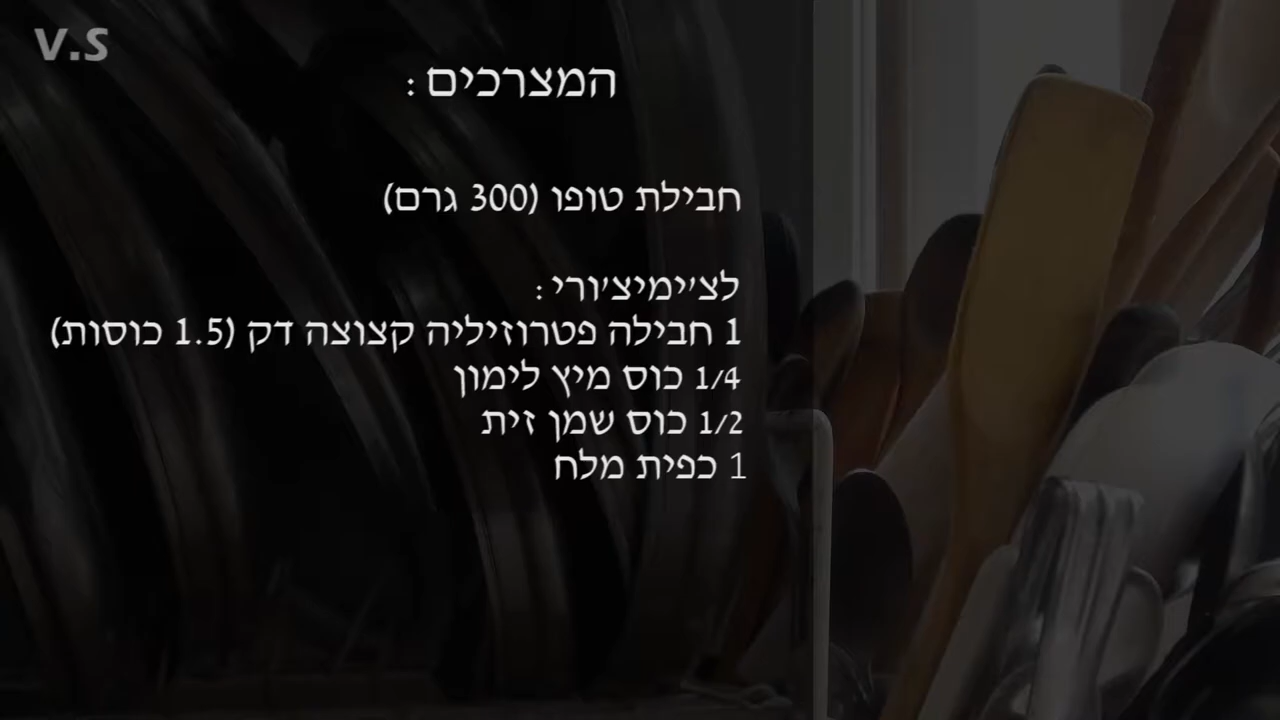 V.S
המצרכים :
חבילת טופו (300 גרם)
לצ׳ימיצ׳ורי :
1 חבילה פטרוזיליה קצוצה דק (1.5 כוסות)
1/4 כוס מיץ לימון
1/2 כוס שמן זית
1 כפית מלח